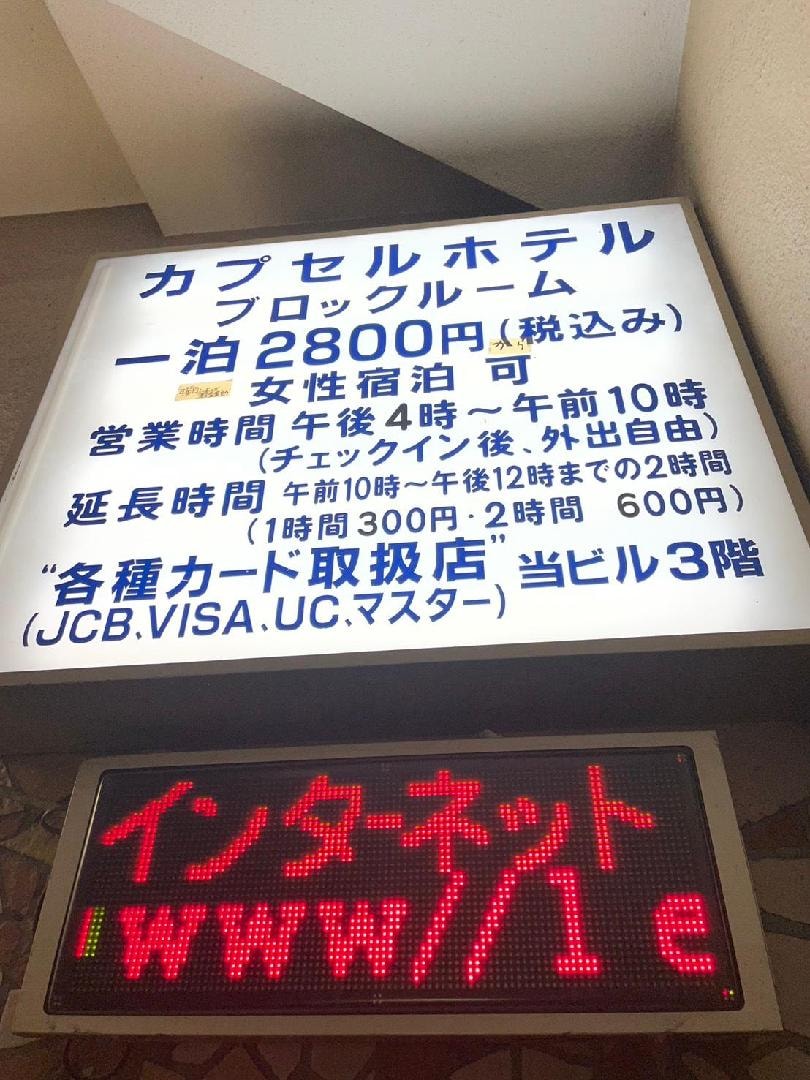 カプセルホテル
ブロックルーム
一泊2800円(税込み)
から
女性宿泊 可
営業時間 午後4時～午前10時
(チェックイン後、外出自由)
延長時間 午前10時～午後12時までの2時間
(1時間 300円・2時間 600円)
“各種カード取扱店” 当ビル3階
(JCB、VISA、UC、マスター)
インターネット
www//1 e